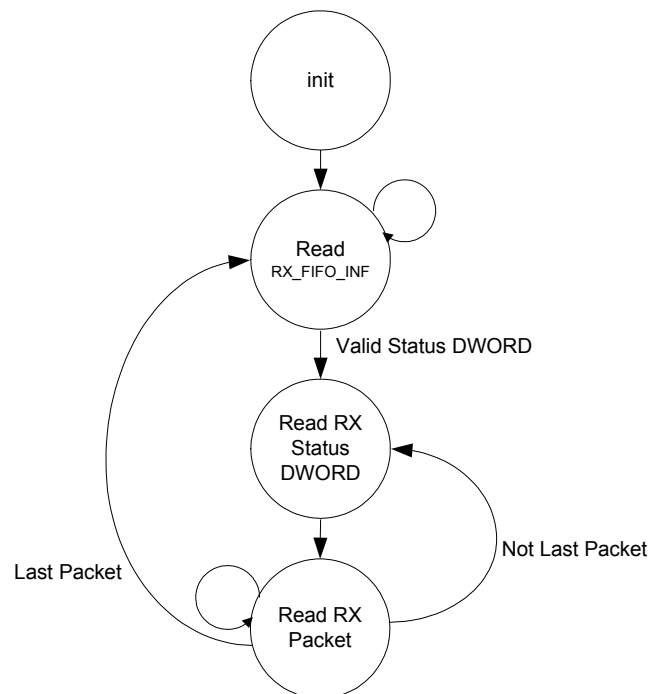 init
Read
RX_FIFO_INF
Valid Status DWORD
Read RX
Status
DWORD
Not Last Packet
Last Packet
Read RX
Packet